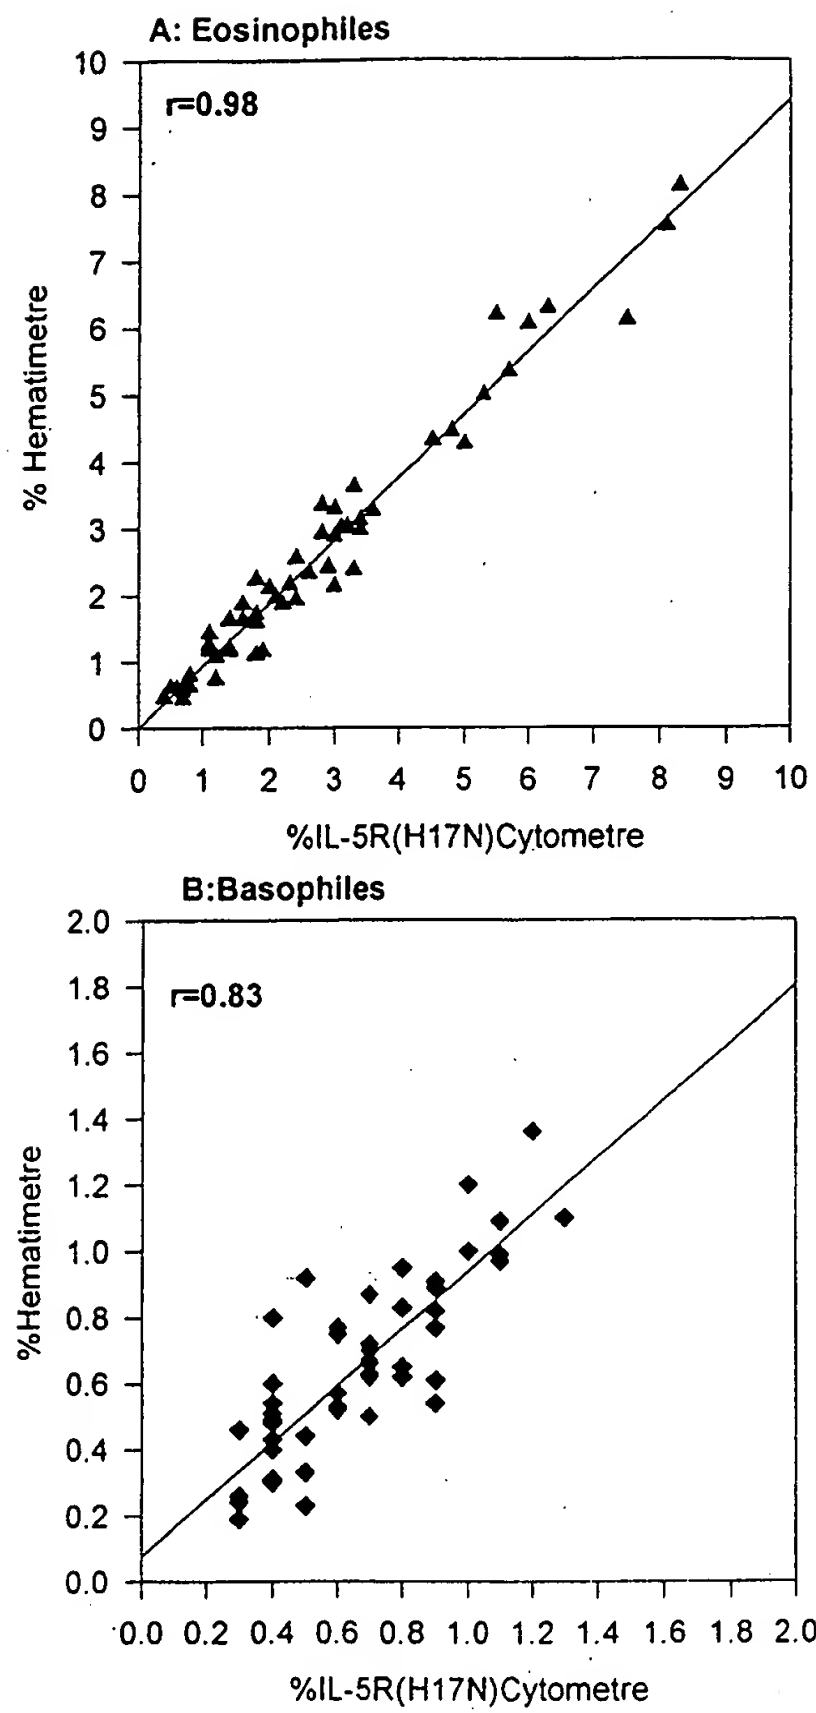 A: Eosinophiles
10
r=0.98
9
8
7
6
5
4
3
2
1
0
% Hematimetre
0 1 2 3 4 5 6 7 8 9 10
%IL-5R(H17N)Cytometre
B:Basophiles
2.0
r=0.83
1.8
1.6
1.4
1.2
1.0
0.8
0.6
0.4
0.2
0.0
%Hematimetre
0.0 0.2 0.4 0.6 0.8 1.0 1.2 1.4 1.6 1.8 2.0
%IL-5R(H17N)Cytometre